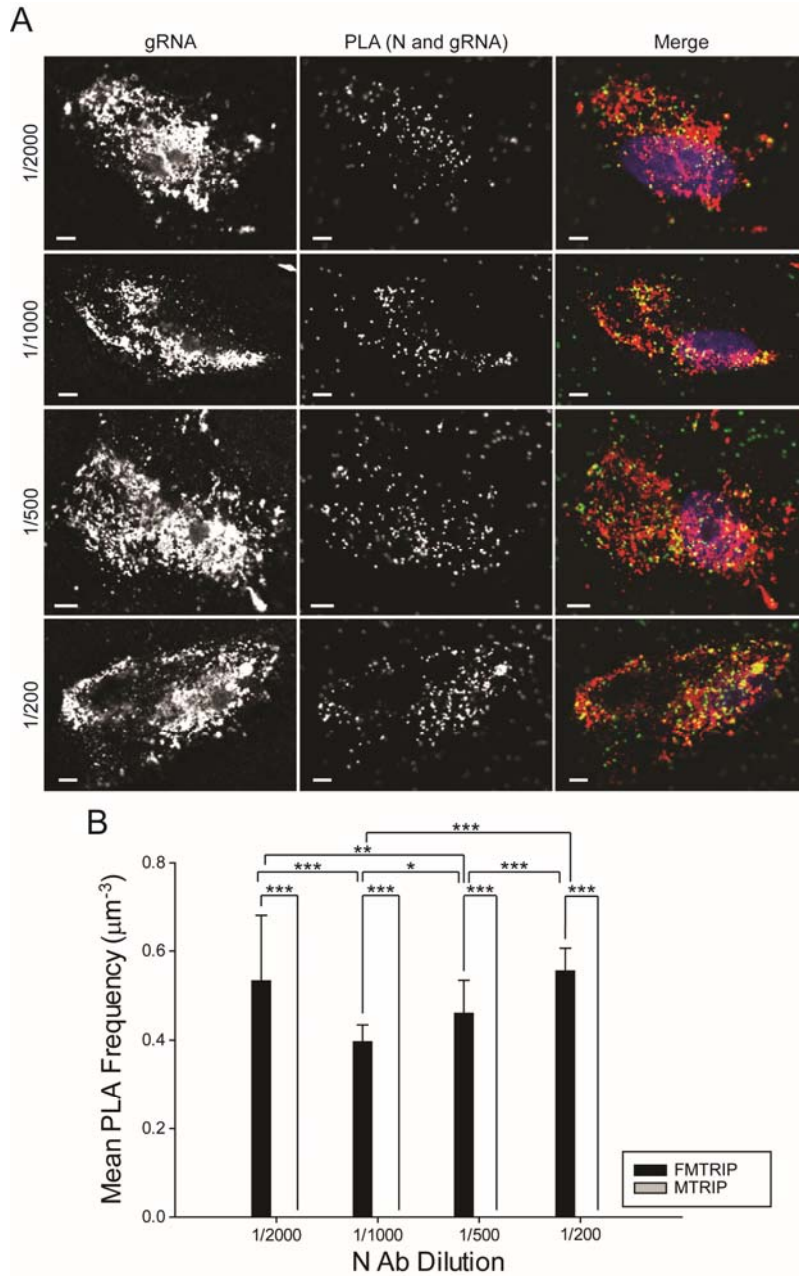 A
gRNA
PLA (N and gRNA)
Merge
1/2000
1/1000
1/500
1/200
B
***
**
***
*
***
***
***
***
***
0.8
0.6
0.4
0.2
0.0
Mean PLA Frequency (μm⁻³)
1/2000
1/1000
1/500
1/200
N Ab Dilution
FMTRIP
MTRIP